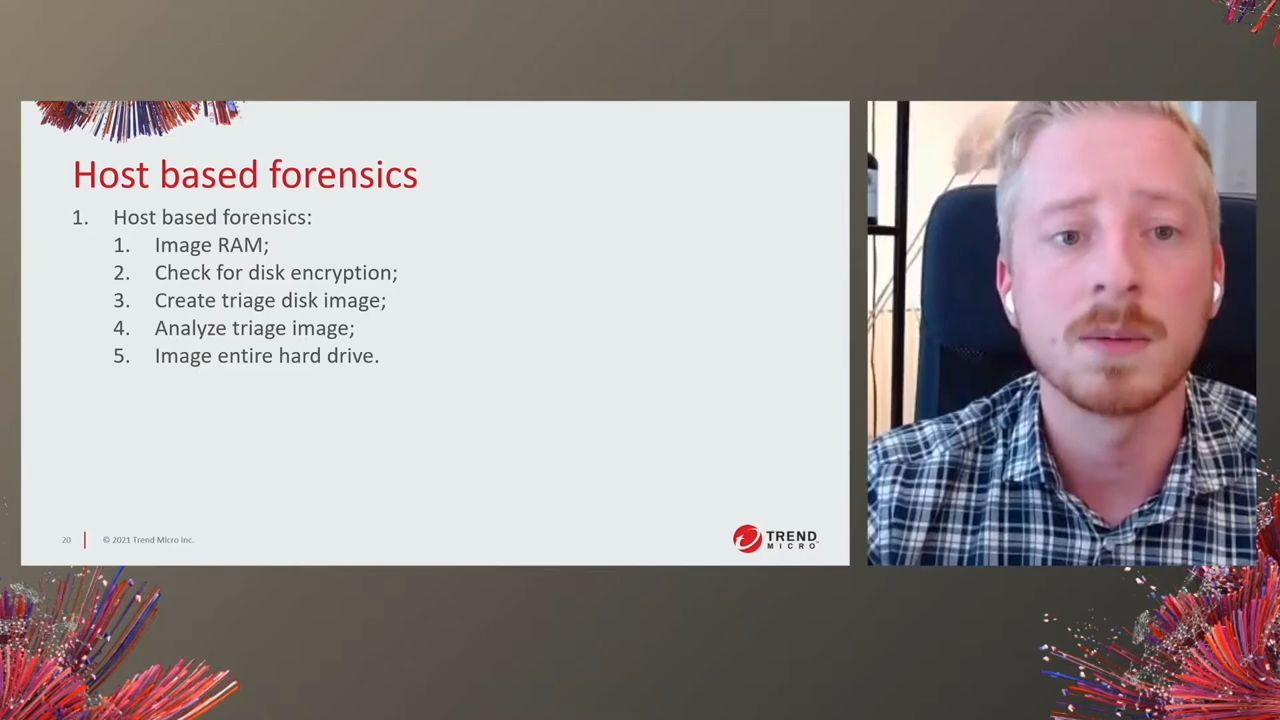 Host based forensics
1. Host based forensics:
1. Image RAM;
2. Check for disk encryption;
3. Create triage disk image;
4. Analyze triage image;
5. Image entire hard drive.
20 © 2021 Trend Micro Inc.
TREND
MICRO